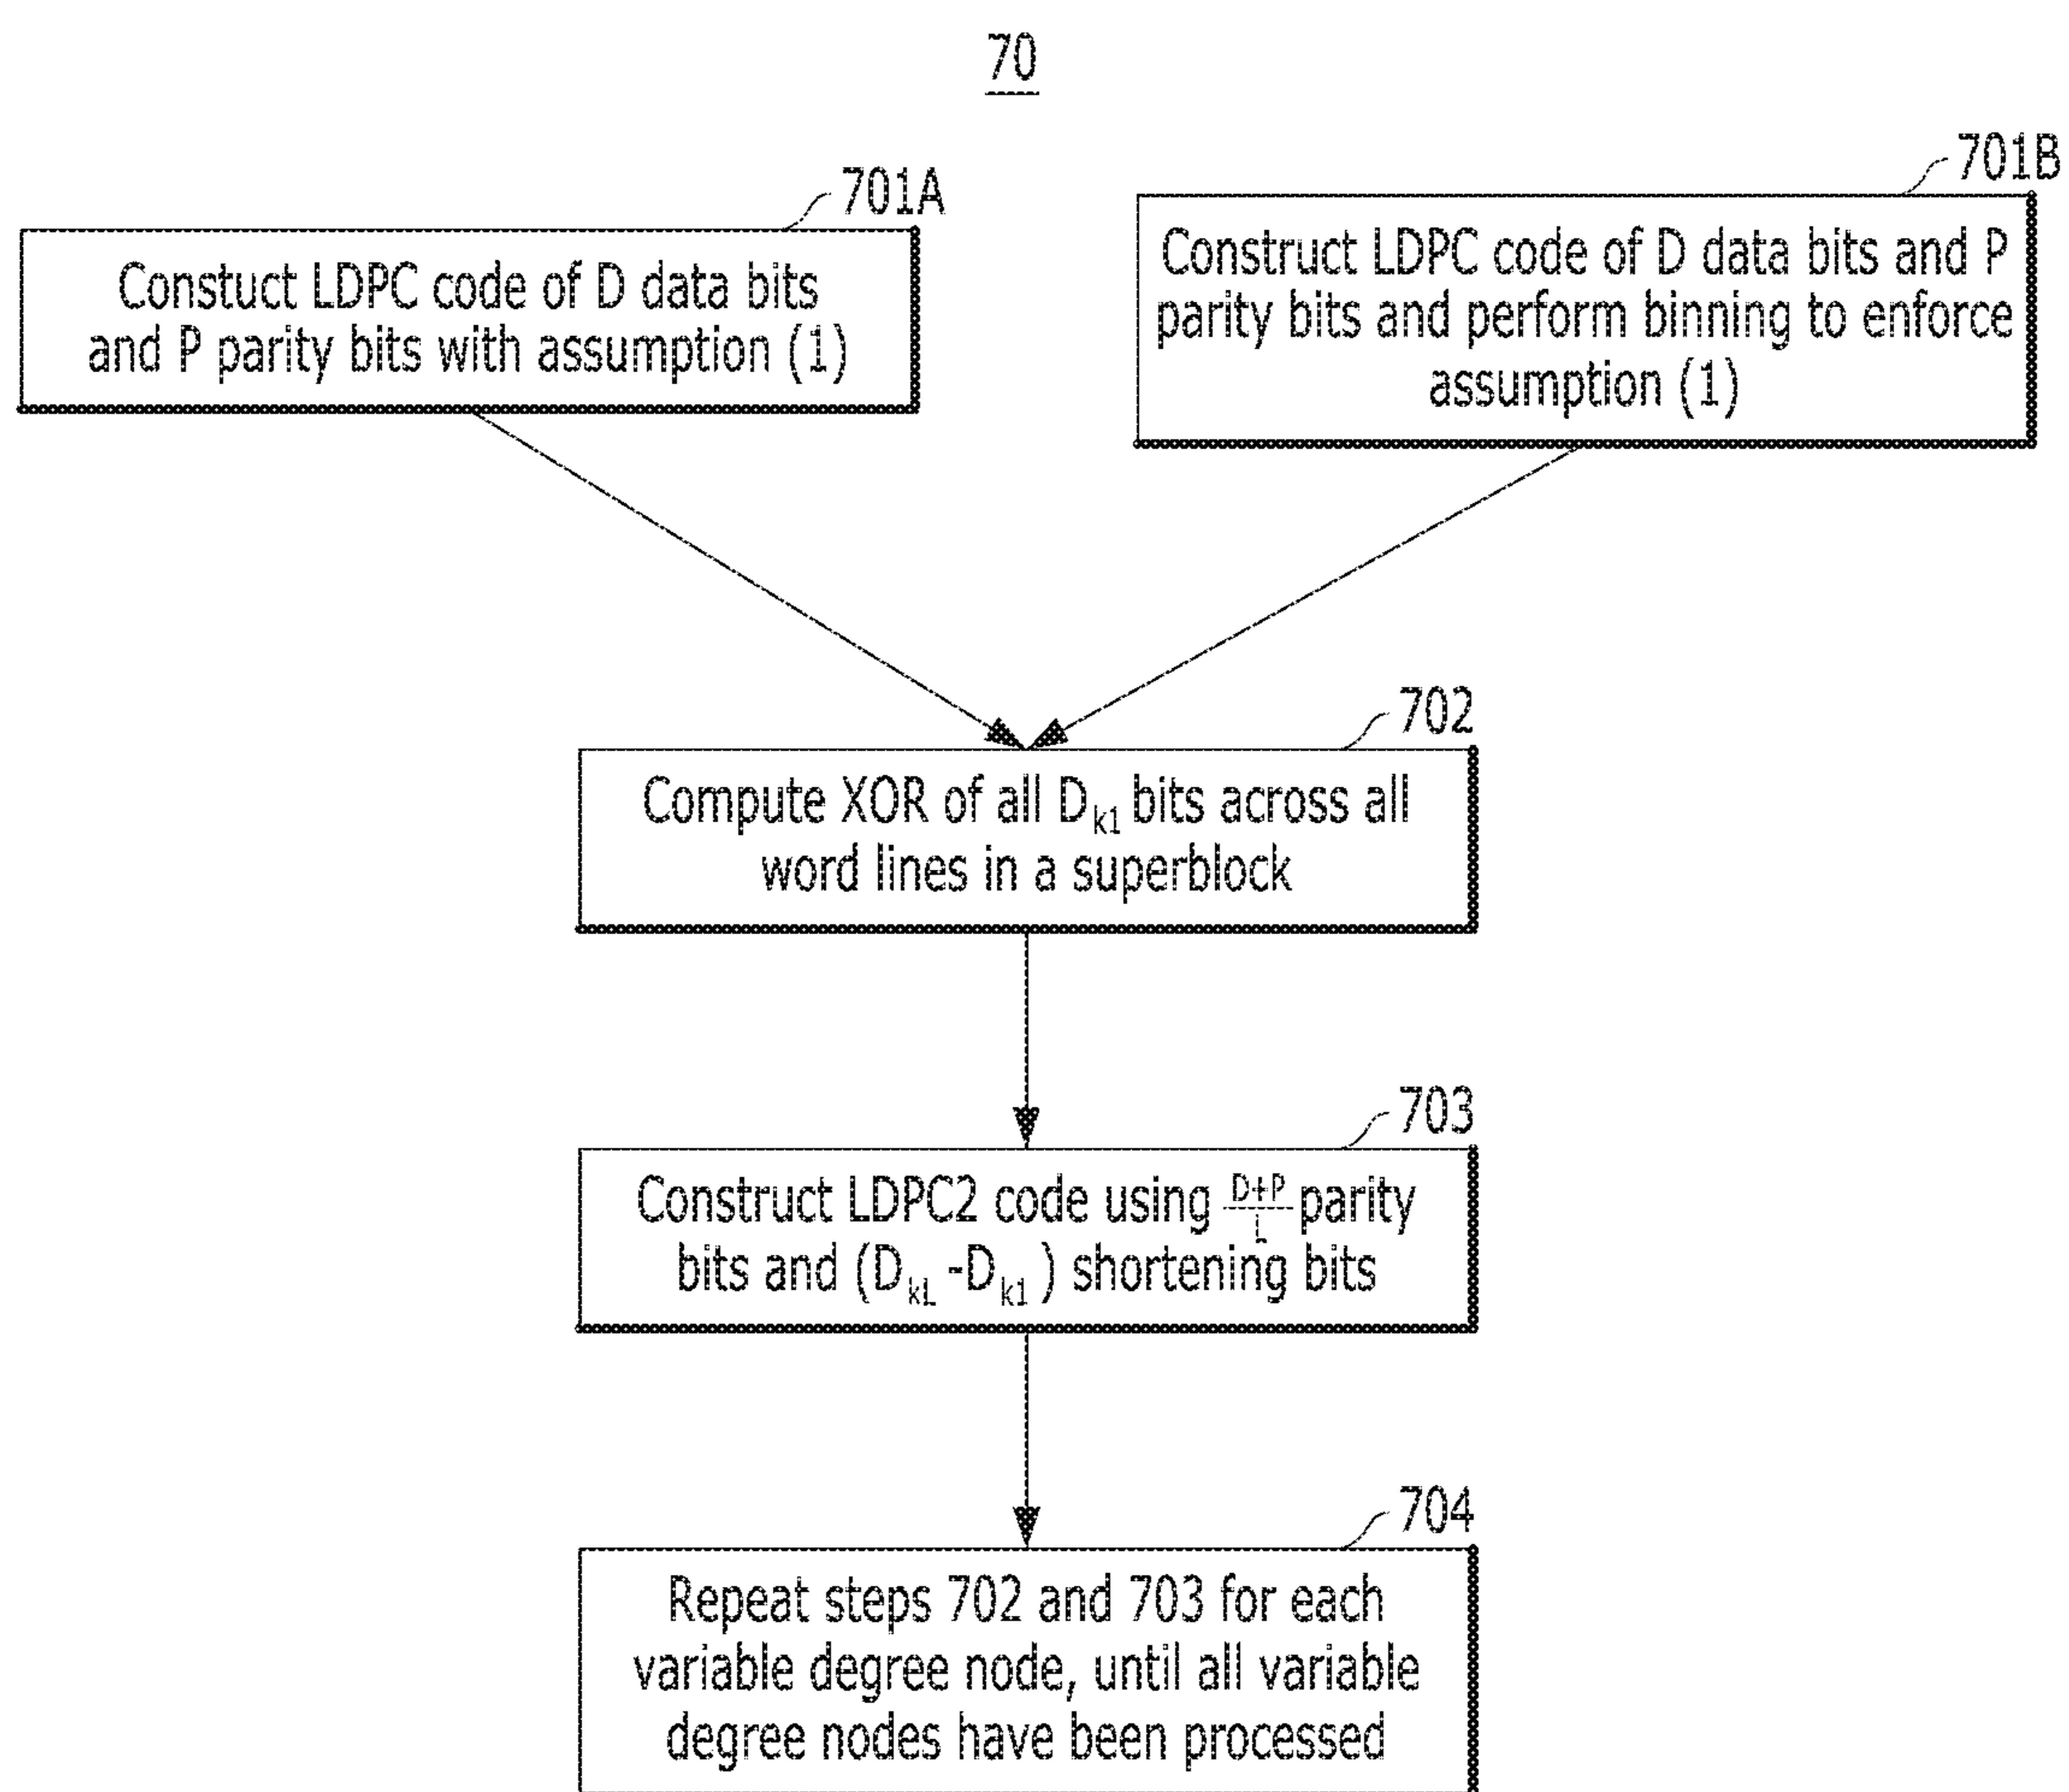 70
701A
Constuct LDPC code of D data bits
and P parity bits with assumption (1)
701B
Construct LDPC code of D data bits and P
parity bits and perform binning to enforce
assumption (1)
702
Compute XOR of all D_k1 bits across all
word lines in a superblock
703
Construct LDPC2 code using (D+P)/L parity
bits and (D_kL - D_k1) shortening bits
704
Repeat steps 702 and 703 for each
variable degree node, until all variable
degree nodes have been processed